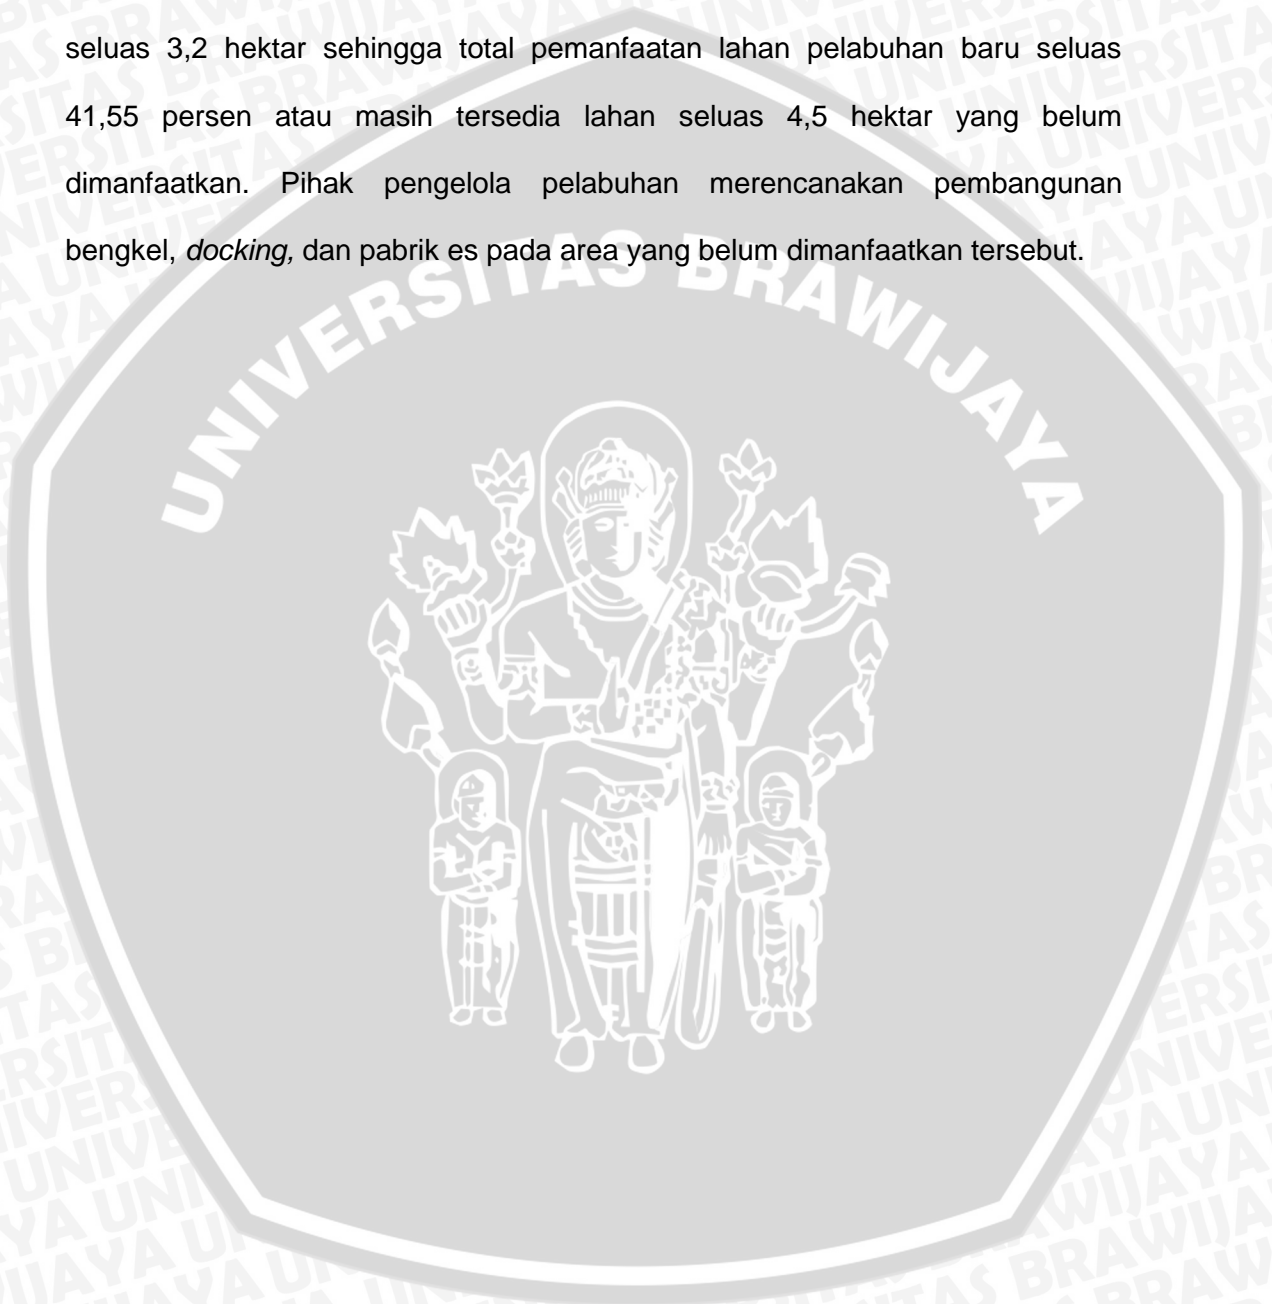 seluas 3,2 hektar sehingga total pemanfaatan lahan pelabuhan baru seluas
41,55 persen atau masih tersedia lahan seluas 4,5 hektar yang belum
dimanfaatkan. Pihak pengelola pelabuhan merencanakan pembangunan
bengkel, docking, dan pabrik es pada area yang belum dimanfaatkan tersebut.
UNIVERSITAS BRAWIJAYA